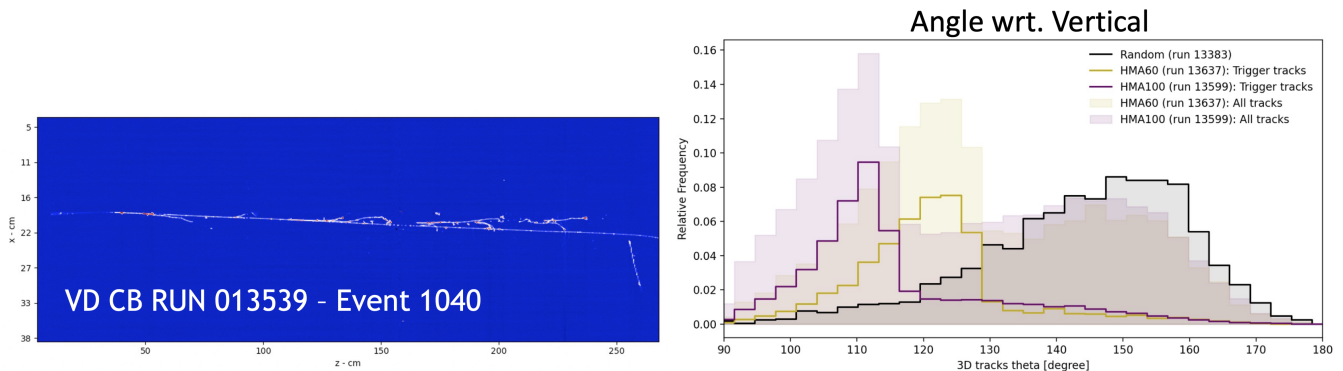 5
11
16
22
27
33
38
x - cm
VD CB RUN 013539 – Event 1040
50
100
150
200
250
z - cm
Angle wrt. Vertical
0.16
0.14
0.12
0.10
0.08
0.06
0.04
0.02
0.00
Relative Frequency
Random (run 13383)
HMA60 (run 13637): Trigger tracks
HMA100 (run 13599): Trigger tracks
HMA60 (run 13637): All tracks
HMA100 (run 13599): All tracks
90
100
110
120
130
140
150
160
170
180
3D tracks theta [degree]